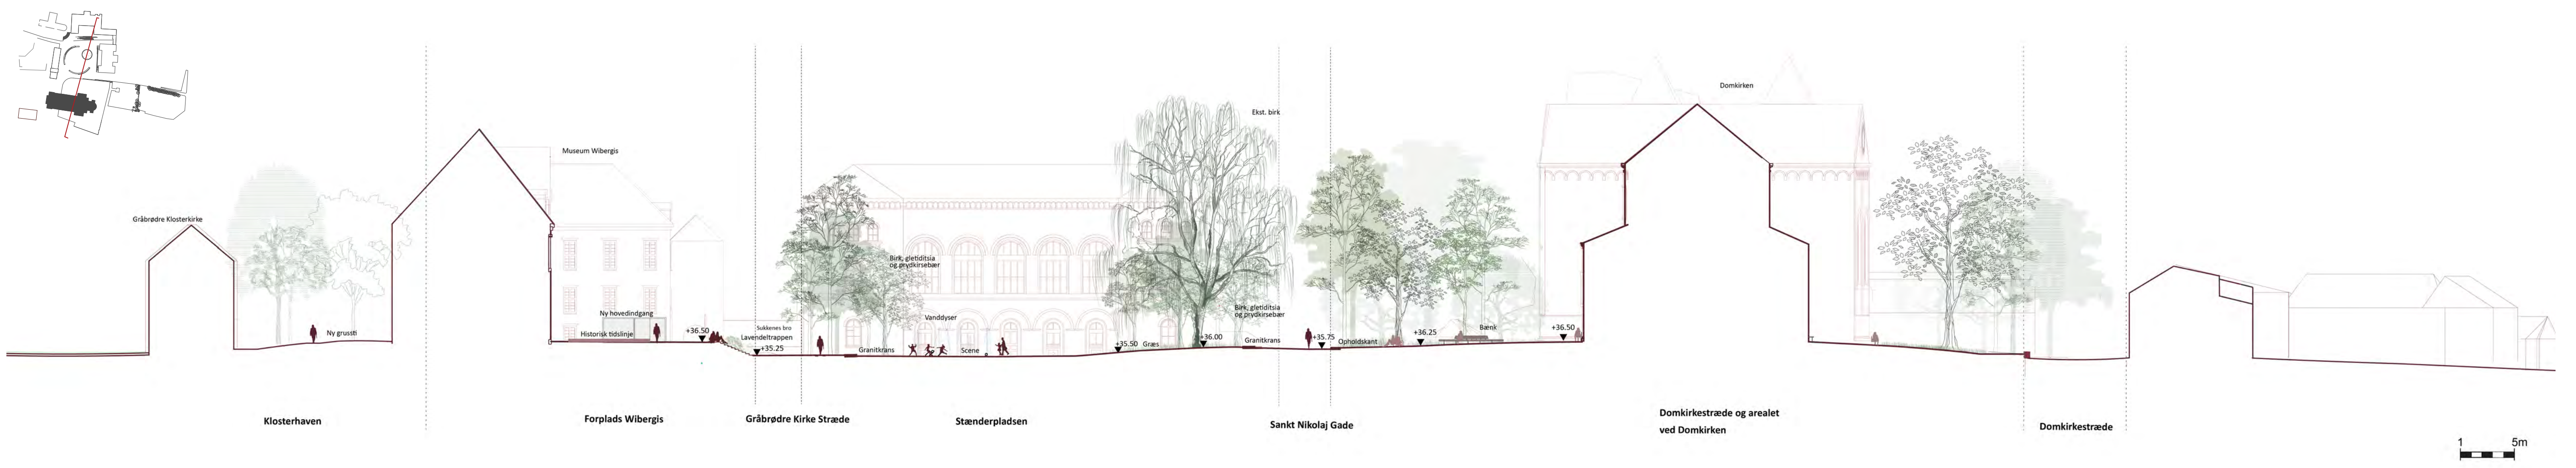 Domkirken
Ekst. birk
Museum Wibergis
Gråbrødre Klosterkirke
Birk, gletiditsia
og prydkirsebær
Birk, gletiditsia
og prydkirsebær
Ny hovedindgang
Vanddyser
Historisk tidslinje
Ny grussti
+36.50
Sukkenes bro
Lavendeltrappen
+35.25
Granitkrans
Scene
+35.50
Græs
+36.00
Granitkrans
+35.75
Opholdskant
+36.25
Bænk
+36.50
Klosterhaven
Forplads Wibergis
Gråbrødre Kirke Stræde
Stænderpladsen
Sankt Nikolaj Gade
Domkirkestræde og arealet
ved Domkirken
Domkirkestræde
1 5m